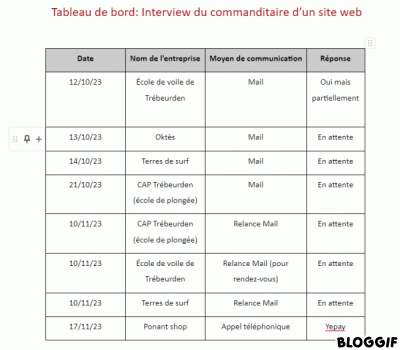 Tableau de bord: Interview du commanditaire d'un site web
Date Nom de l'entreprise Moyen de communication Réponse
12/10/23 École de voile de Mail Oui mais
Trébeurden partiellement
13/10/23 Oktès Mail En attente
14/10/23 Terres de surf Mail En attente
21/10/23 CAP Trébeurden Mail En attente
(école de plongée)
10/11/23 CAP Trébeurden Relance Mail En attente
(école de plongée)
10/11/23 École de voile de Relance Mail (pour En attente
Trébeurden rendez-vous)
10/11/23 Terres de surf Relance Mail En attente
17/11/23 Ponant shop Appel téléphonique Yepay
BLOGGIF